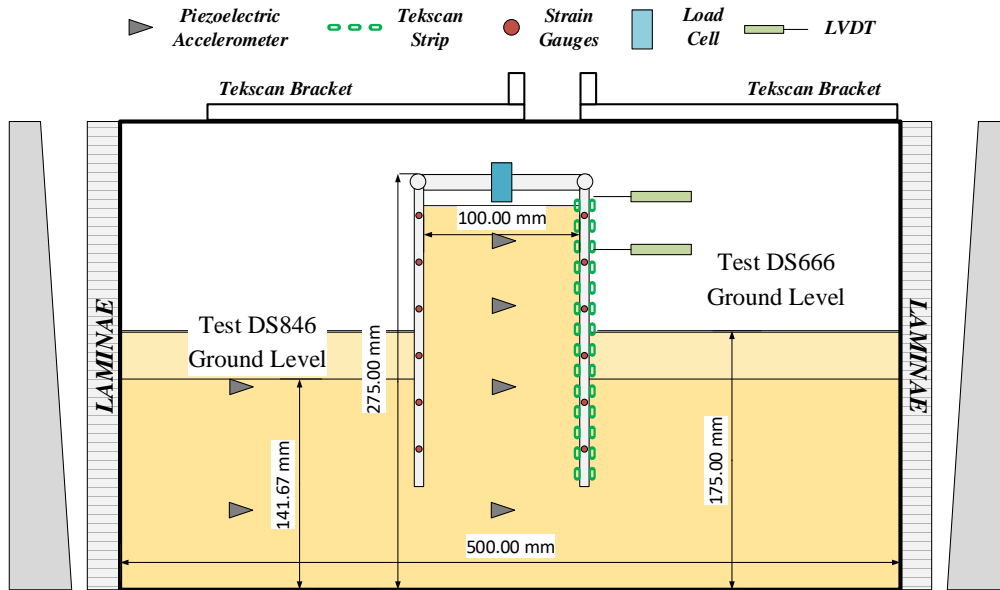 Piezoelectric
Accelerometer
Tekscan
Strip
Strain
Gauges
Load
Cell
LVDT
Tekscan Bracket
Tekscan Bracket
100.00 mm
Test DS666
Ground Level
Test DS846
Ground Level
275.00 mm
LAMINAE
LAMINAE
141.67 mm
175.00 mm
500.00 mm